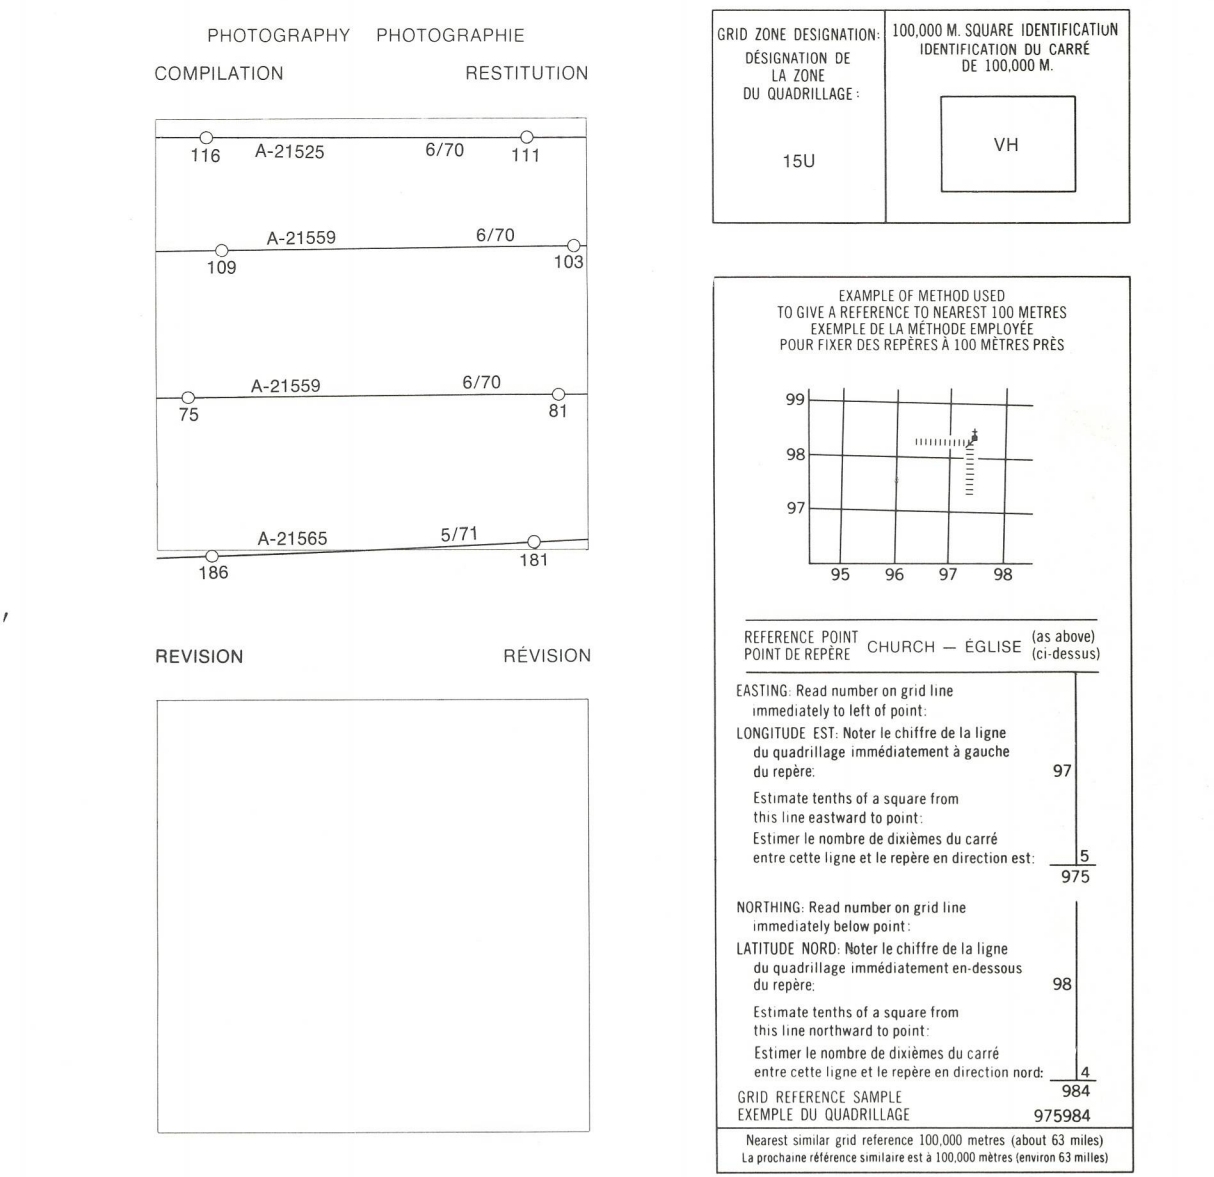 PHOTOGRAPHY PHOTOGRAPHIE
COMPILATION RESTITUTION
116 A-21525 6/70 111
A-21559 6/70
109 103
A-21559 6/70
75 81
A-21565 5/71
186 181
REVISION RÉVISION
GRID ZONE DESIGNATION:
DÉSIGNATION DE
LA ZONE
DU QUADRILLAGE:
15U
100,000 M. SQUARE IDENTIFICATION
IDENTIFICATION DU CARRÉ
DE 100,000 M.
VH
EXAMPLE OF METHOD USED
TO GIVE A REFERENCE TO NEAREST 100 METRES
EXEMPLE DE LA MÉTHODE EMPLOYÉE
POUR FIXER DES REPÈRES À 100 MÈTRES PRÈS
99
98
97
95 96 97 98
REFERENCE POINT
POINT DE REPÈRE
CHURCH — ÉGLISE
(as above)
(ci-dessus)
EASTING: Read number on grid line
immediately to left of point:
LONGITUDE EST: Noter le chiffre de la ligne
du quadrillage immédiatement à gauche
du repère: 97
Estimate tenths of a square from
this line eastward to point:
Estimer le nombre de dixièmes du carré
entre cette ligne et le repère en direction est: 5
975
NORTHING: Read number on grid line
immediately below point:
LATITUDE NORD: Noter le chiffre de la ligne
du quadrillage immédiatement en-dessous
du repère: 98
Estimate tenths of a square from
this line northward to point:
Estimer le nombre de dixièmes du carré
entre cette ligne et le repère en direction nord: 4
984
GRID REFERENCE SAMPLE
EXEMPLE DU QUADRILLAGE 975984
Nearest similar grid reference 100,000 metres (about 63 miles)
La prochaine référence similaire est à 100,000 mètres (environ 63 milles)